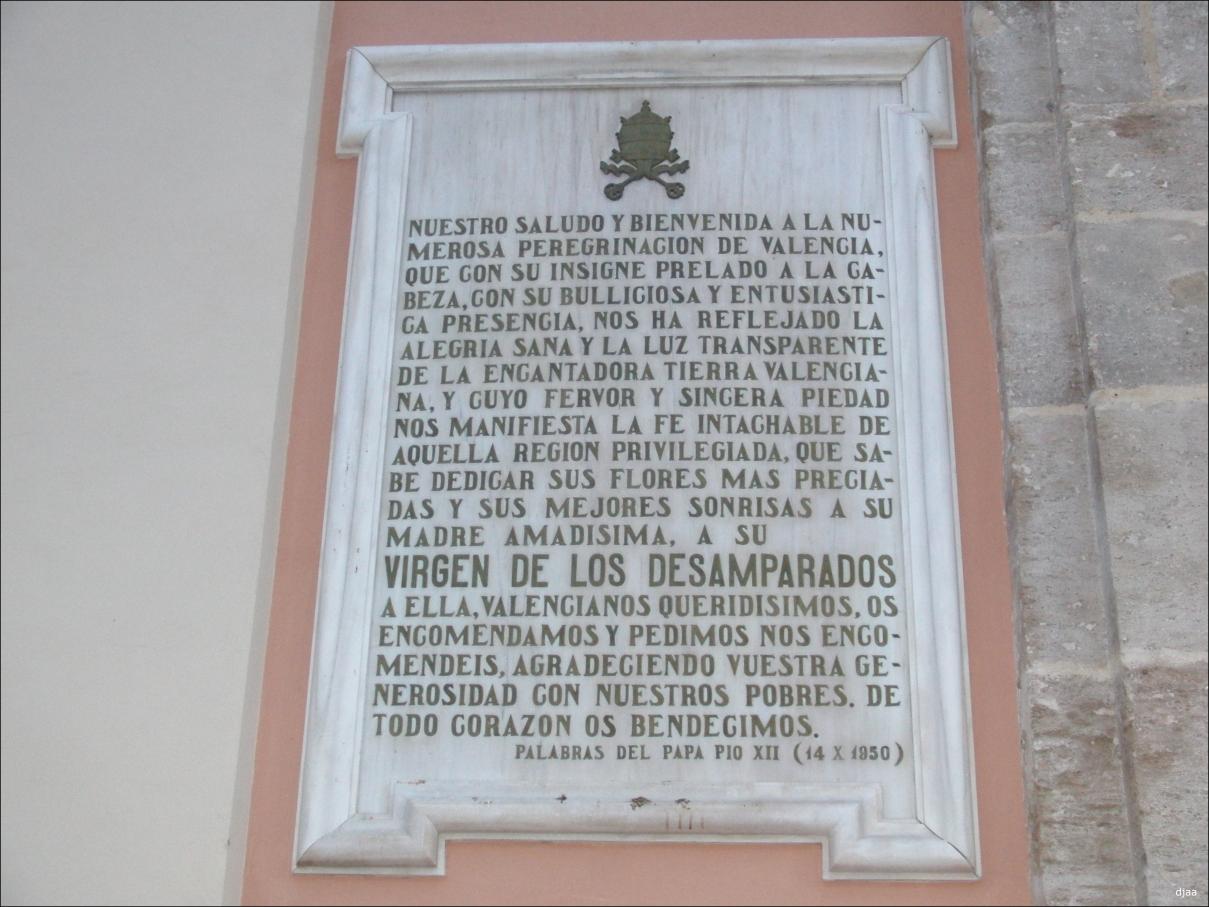 NUESTRO SALUDO Y BIENVENIDA A LA NU-
MEROSA PEREGRINACION DE VALENCIA,
QUE CON SU INSIGNE PRELADO A LA CA-
BEZA, CON SU BULLICIOSA Y ENTUSIASTI-
CA PRESENCIA, NOS HA REFLEJADO LA
ALEGRIA SANA Y LA LUZ TRANSPARENTE
DE LA ENCANTADORA TIERRA VALENCIA-
NA, Y CUYO FERVOR Y SINCERA PIEDAD
NOS MANIFIESTA LA FE INTACHABLE DE
AQUELLA REGION PRIVILEGIADA, QUE SA-
BE DEDICAR SUS FLORES MAS PRECIA-
DAS Y SUS MEJORES SONRISAS A SU
MADRE AMADISIMA, A SU
VIRGEN DE LOS DESAMPARADOS
A ELLA, VALENCIANOS QUERIDISIMOS, OS
ENCOMENDAMOS Y PEDIMOS NOS ENCO-
MENDEIS, AGRADECIENDO VUESTRA GE-
NEROSIDAD CON NUESTROS POBRES. DE
TODO CORAZON OS BENDECIMOS.
PALABRAS DEL PAPA PIO XII (14 X 1950)
djaa